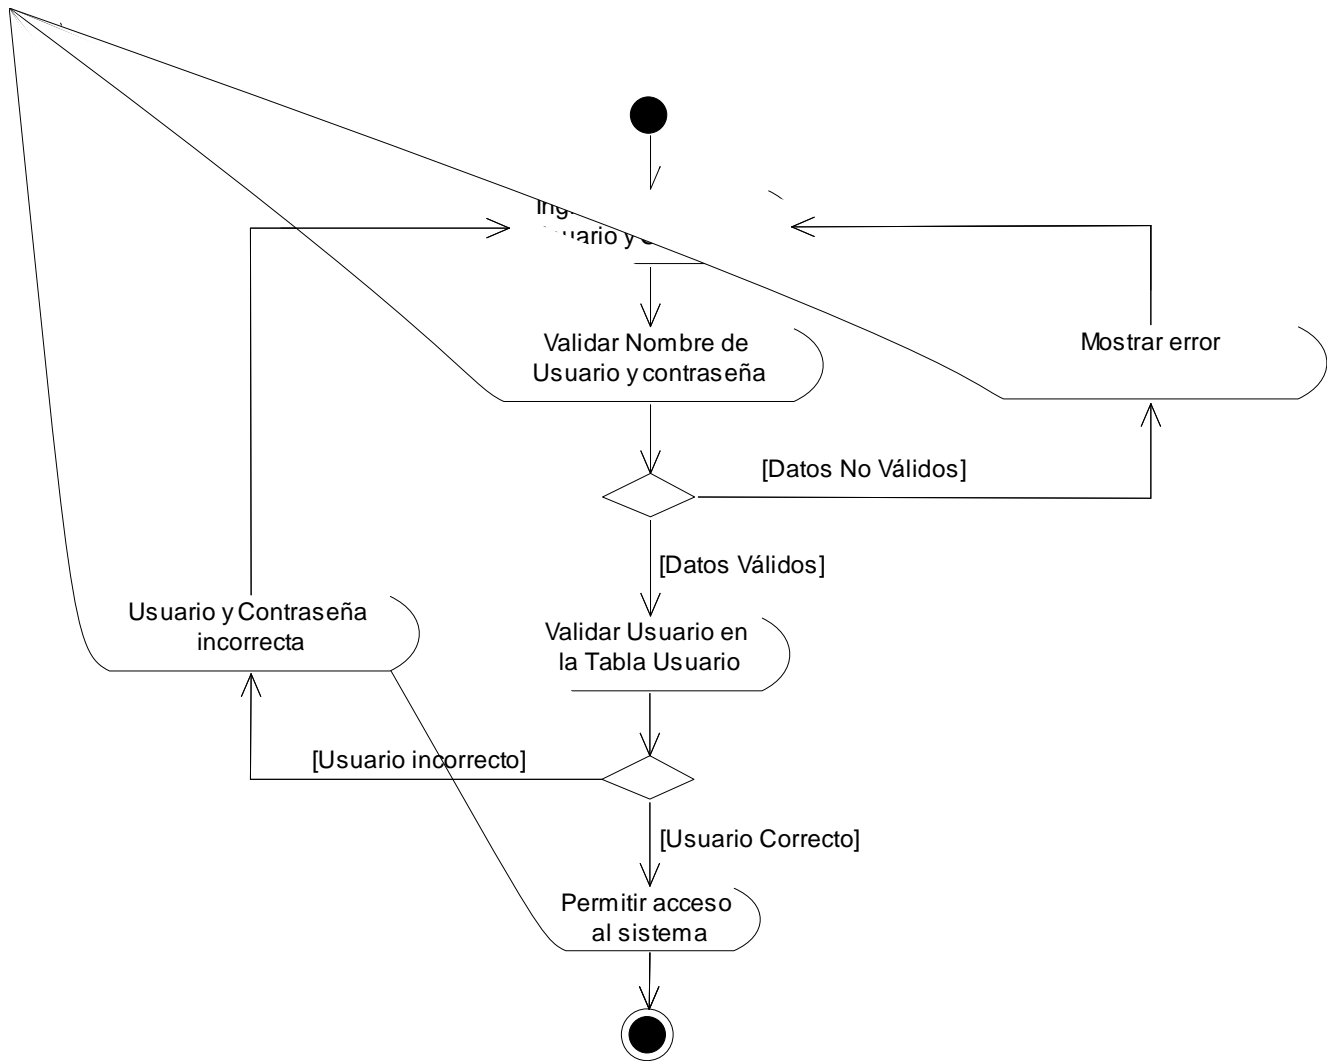 Validar Nombre de
Usuario y contraseña
Mostrar error
[Datos No Válidos]
[Datos Válidos]
Usuario y Contraseña
incorrecta
Validar Usuario en
la Tabla Usuario
[Usuario incorrecto]
[Usuario Correcto]
Permitir acceso
al sistema